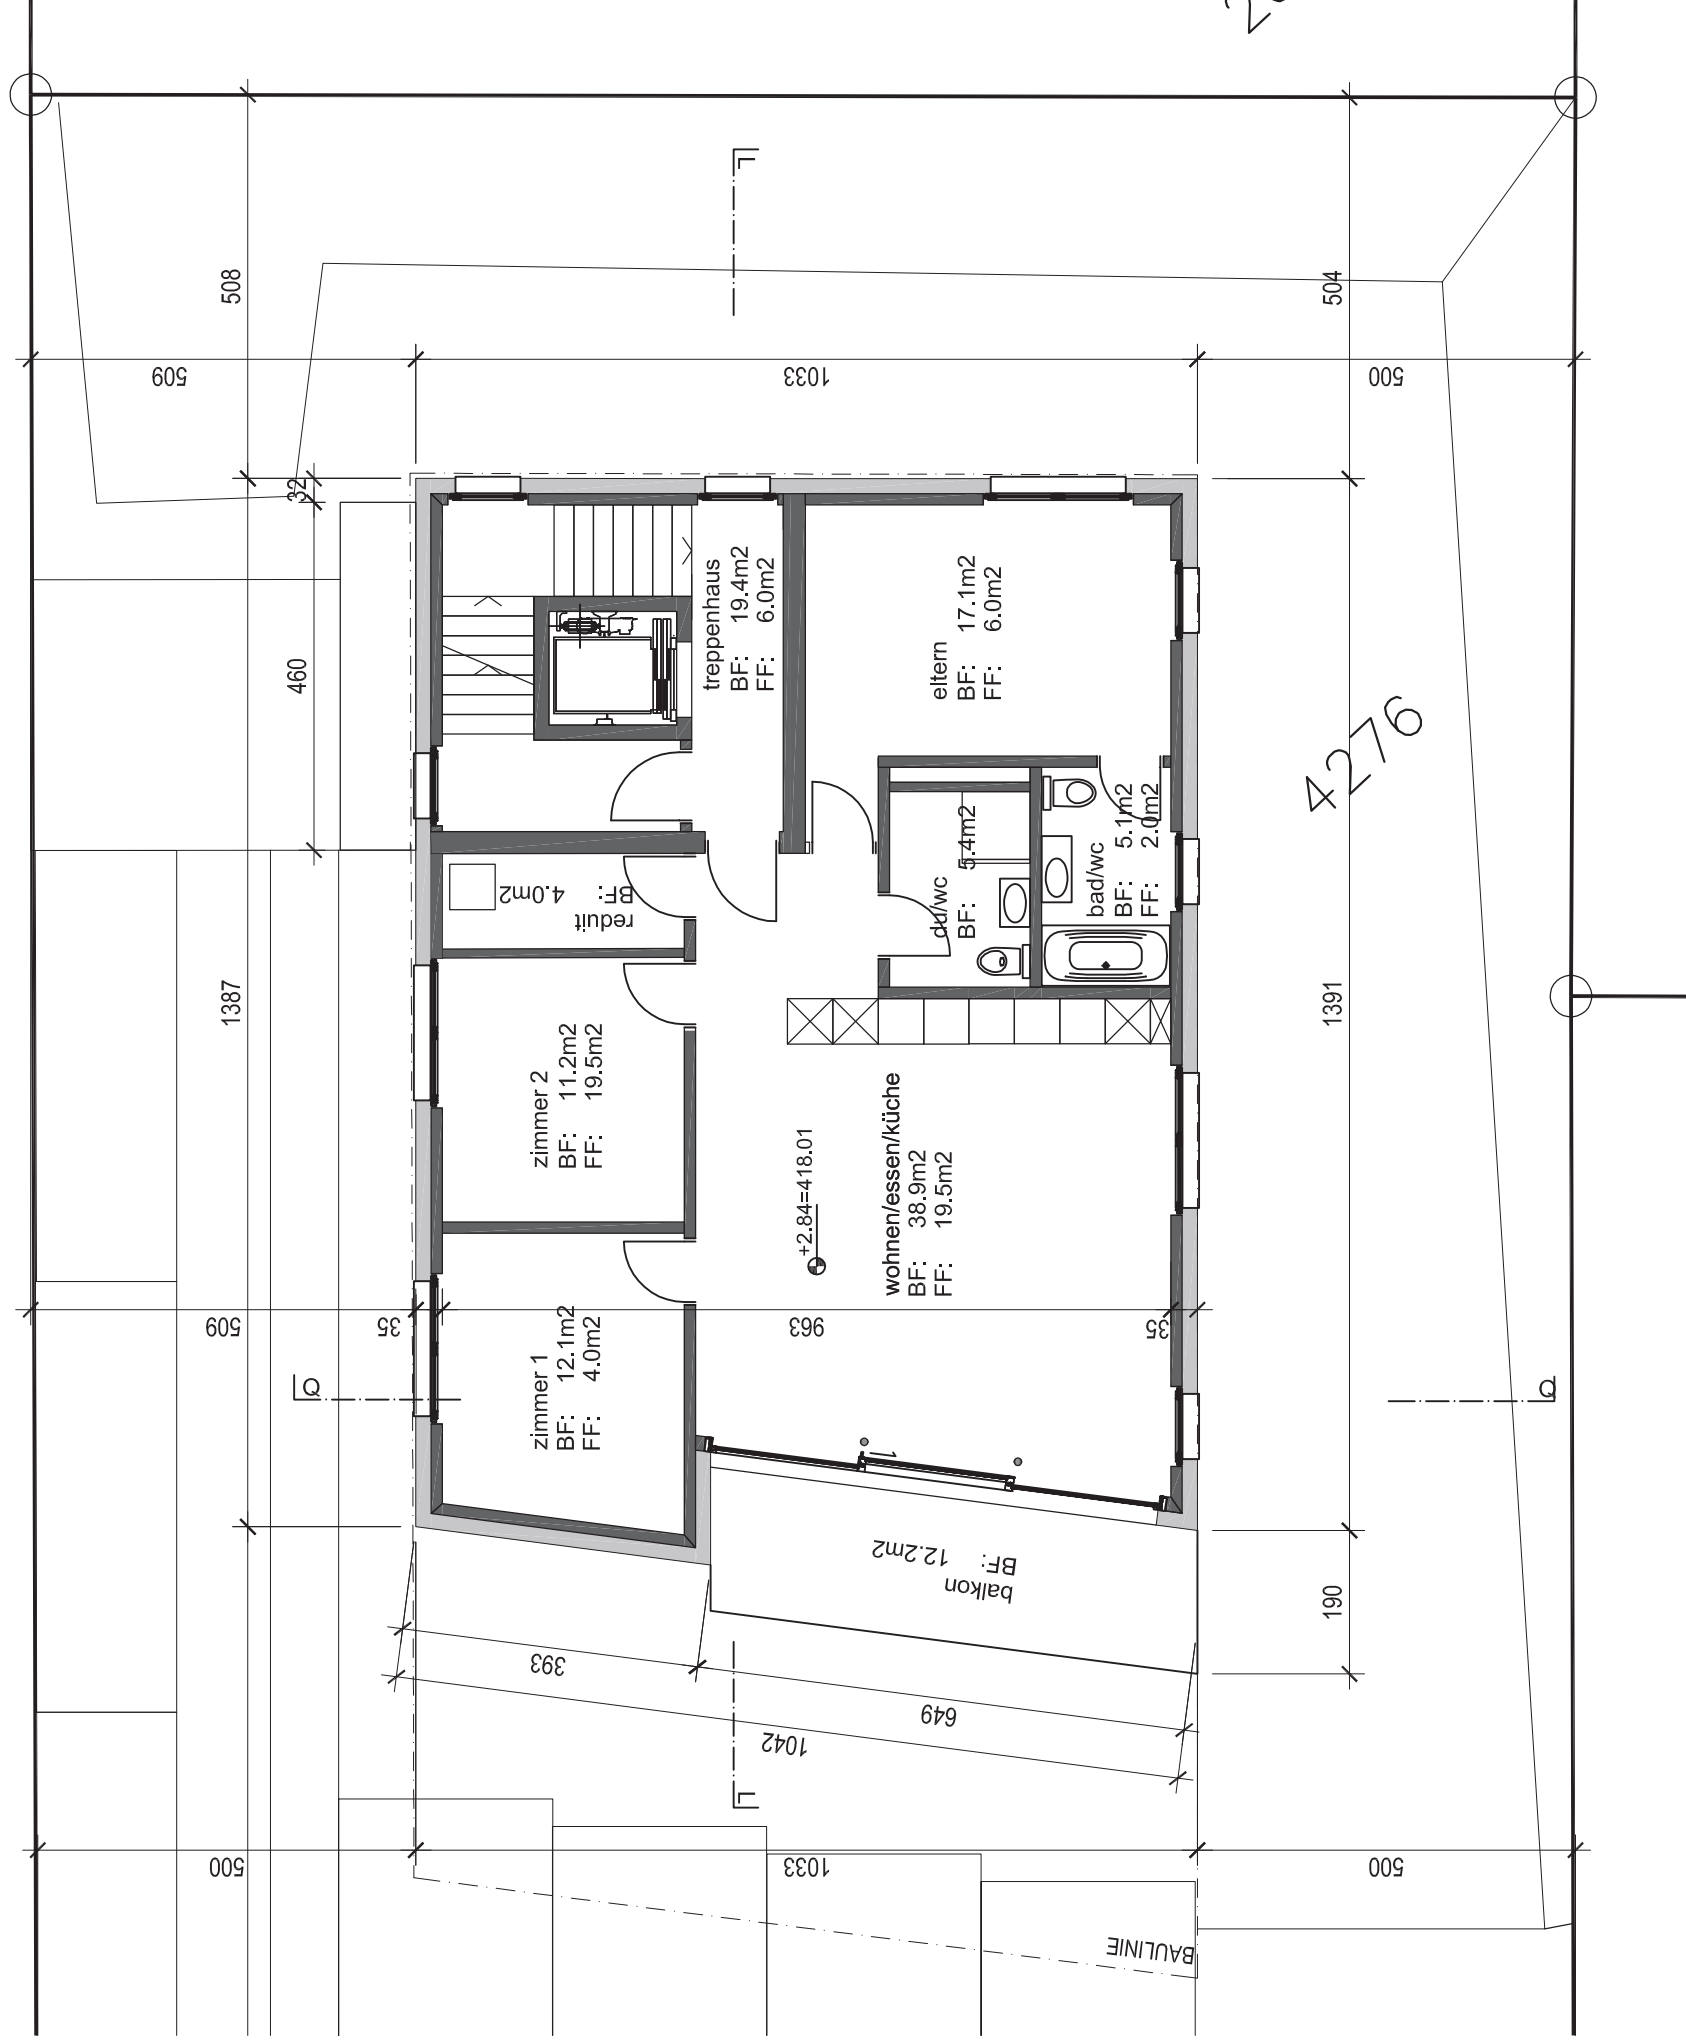 508
504
509
1033
500
32
460
treppenhaus
BF: 19.4m2
FF: 6.0m2
eltern
BF: 17.1m2
FF: 6.0m2
4276
reduit
BF: 4.0m2
du/wc
BF: 5.4m2
bad/wc
BF: 5.1m2
FF: 2.0m2
1387
1391
zimmer 2
BF: 11.2m2
FF: 19.5m2
+2.84=418.01
wohnen/essen/küche
BF: 38.9m2
FF: 19.5m2
509
35
963
35
zimmer 1
BF: 12.1m2
FF: 4.0m2
Q
Q
balkon
BF: 12.2m2
190
393
649
1042
L
L
500
1033
500
BAULINIE